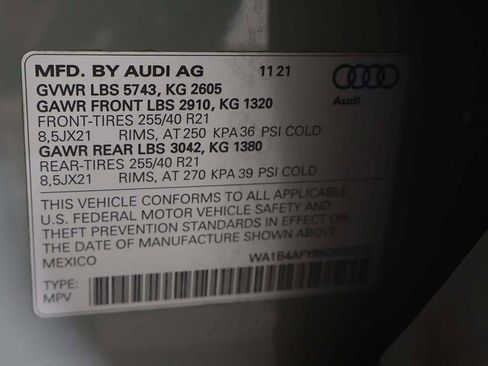 MFD. BY AUDI AG 11 21
GVWR LBS 5743, KG 2605
GAWR FRONT LBS 2910, KG 1320
FRONT-TIRES 255/40 R21
8,5JX21 RIMS, AT 250 KPA 36 PSI COLD
GAWR REAR LBS 3042, KG 1380
REAR-TIRES 255/40 R21
8,5JX21 RIMS, AT 270 KPA 39 PSI COLD
Audi
THIS VEHICLE CONFORMS TO ALL APPLICABLE
U.S. FEDERAL MOTOR VEHICLE SAFETY AND
THEFT PREVENTION STANDARDS IN EFFECT ON
THE DATE OF MANUFACTURE SHOWN ABOVE.
MEXICO
TYPE:
MPV